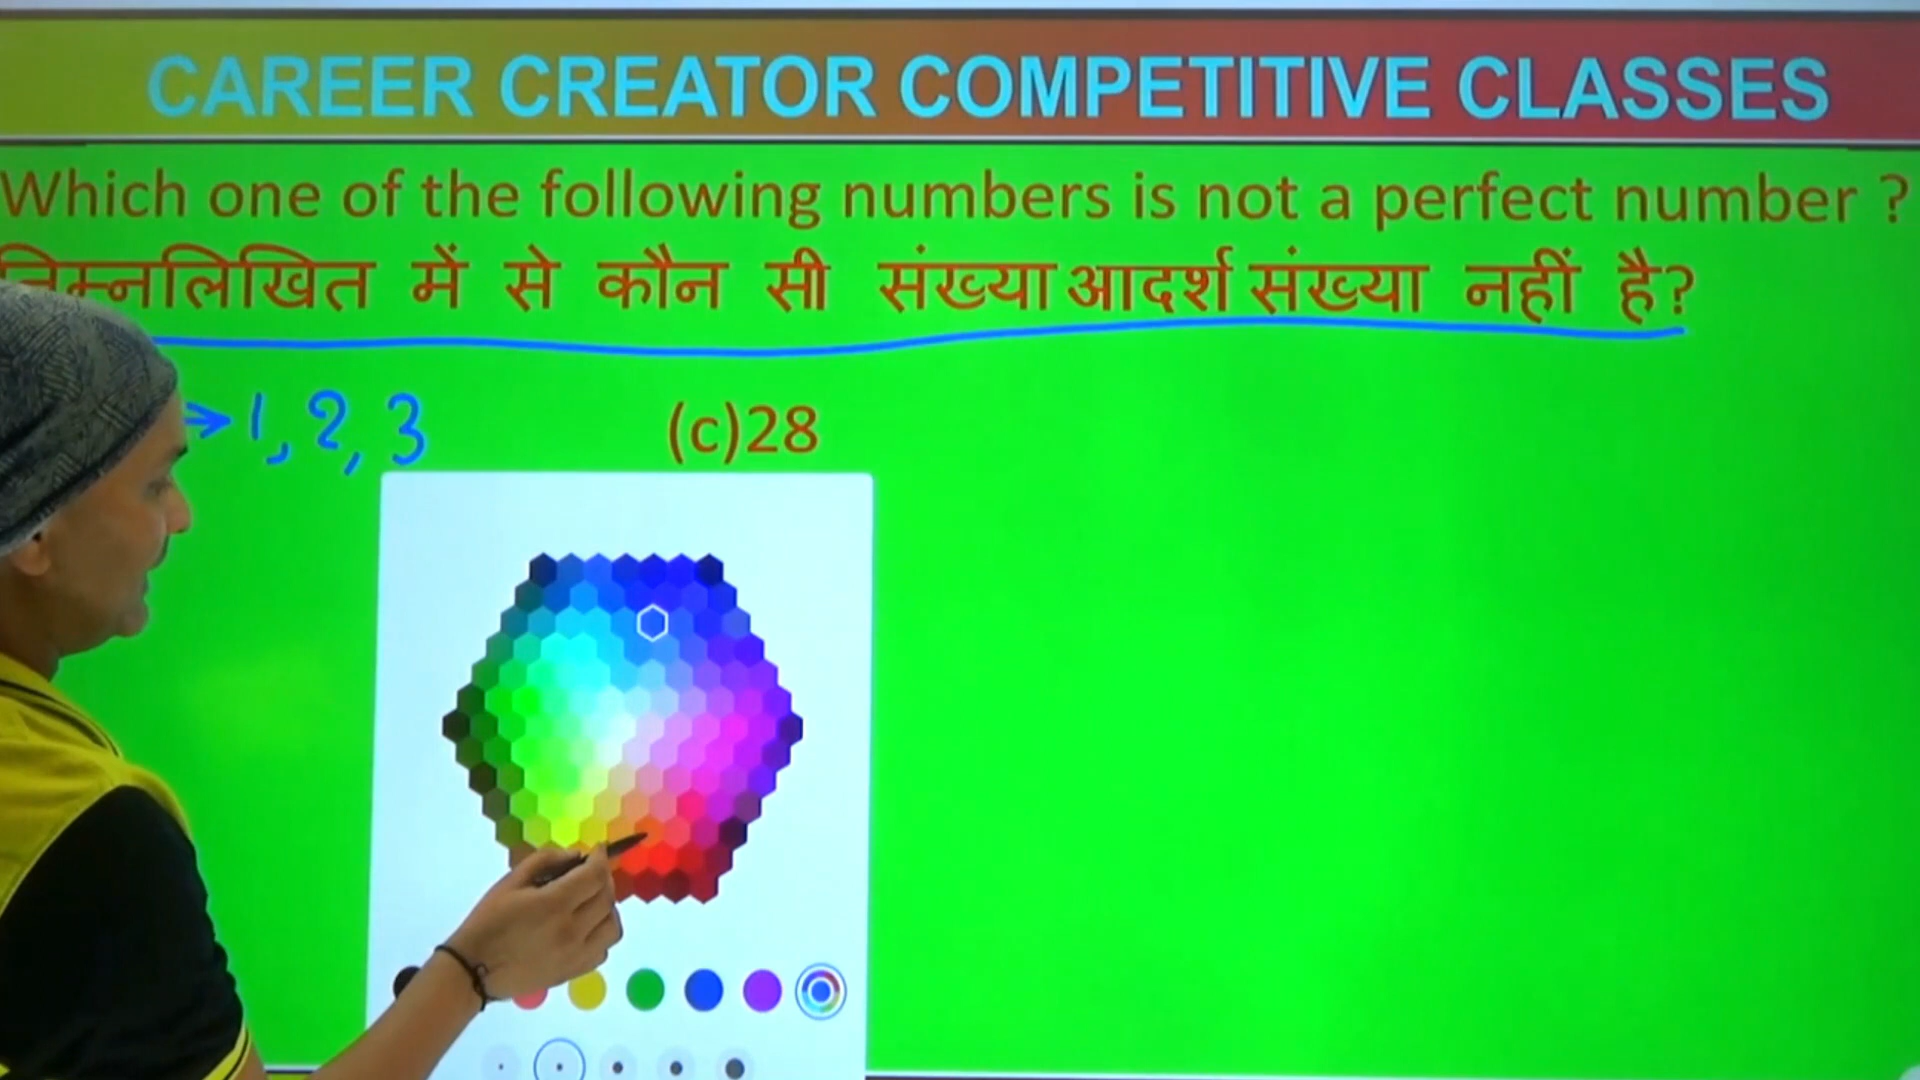 CAREER CREATOR COMPETITIVE CLASSES
Which one of the following numbers is not a perfect number ?
निम्नलिखित में से कौन सी संख्या आदर्श संख्या नहीं है?
→ 1, 2, 3
(c)28